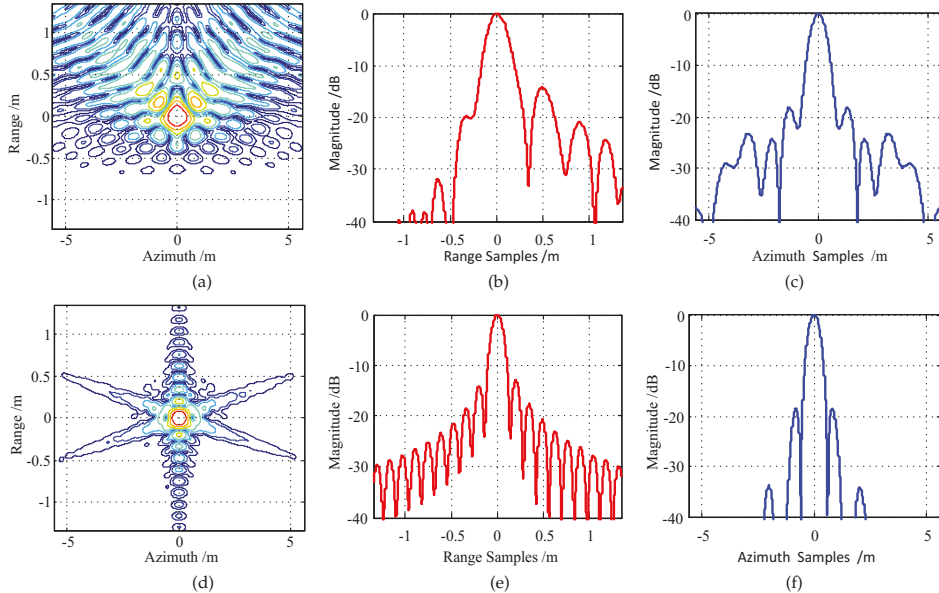 1
0.5
0
-0.5
-1
Range /m
-5
0
5
Azimuth /m
(a)
0
-10
-20
-30
-40
Magnitude /dB
-1
-0.5
0
0.5
1
Range Samples /m
(b)
0
-10
-20
-30
-40
Magnitude /dB
-5
0
5
Azimuth Samples /m
(c)
1
0.5
0
-0.5
-1
Range /m
-5
0
5
Azimuth /m
(d)
0
-10
-20
-30
-40
Magnitude /dB
-1
-0.5
0
0.5
1
Range Samples /m
(e)
0
-10
-20
-30
-40
Magnitude /dB
-5
0
5
Azimuth Samples /m
(f)